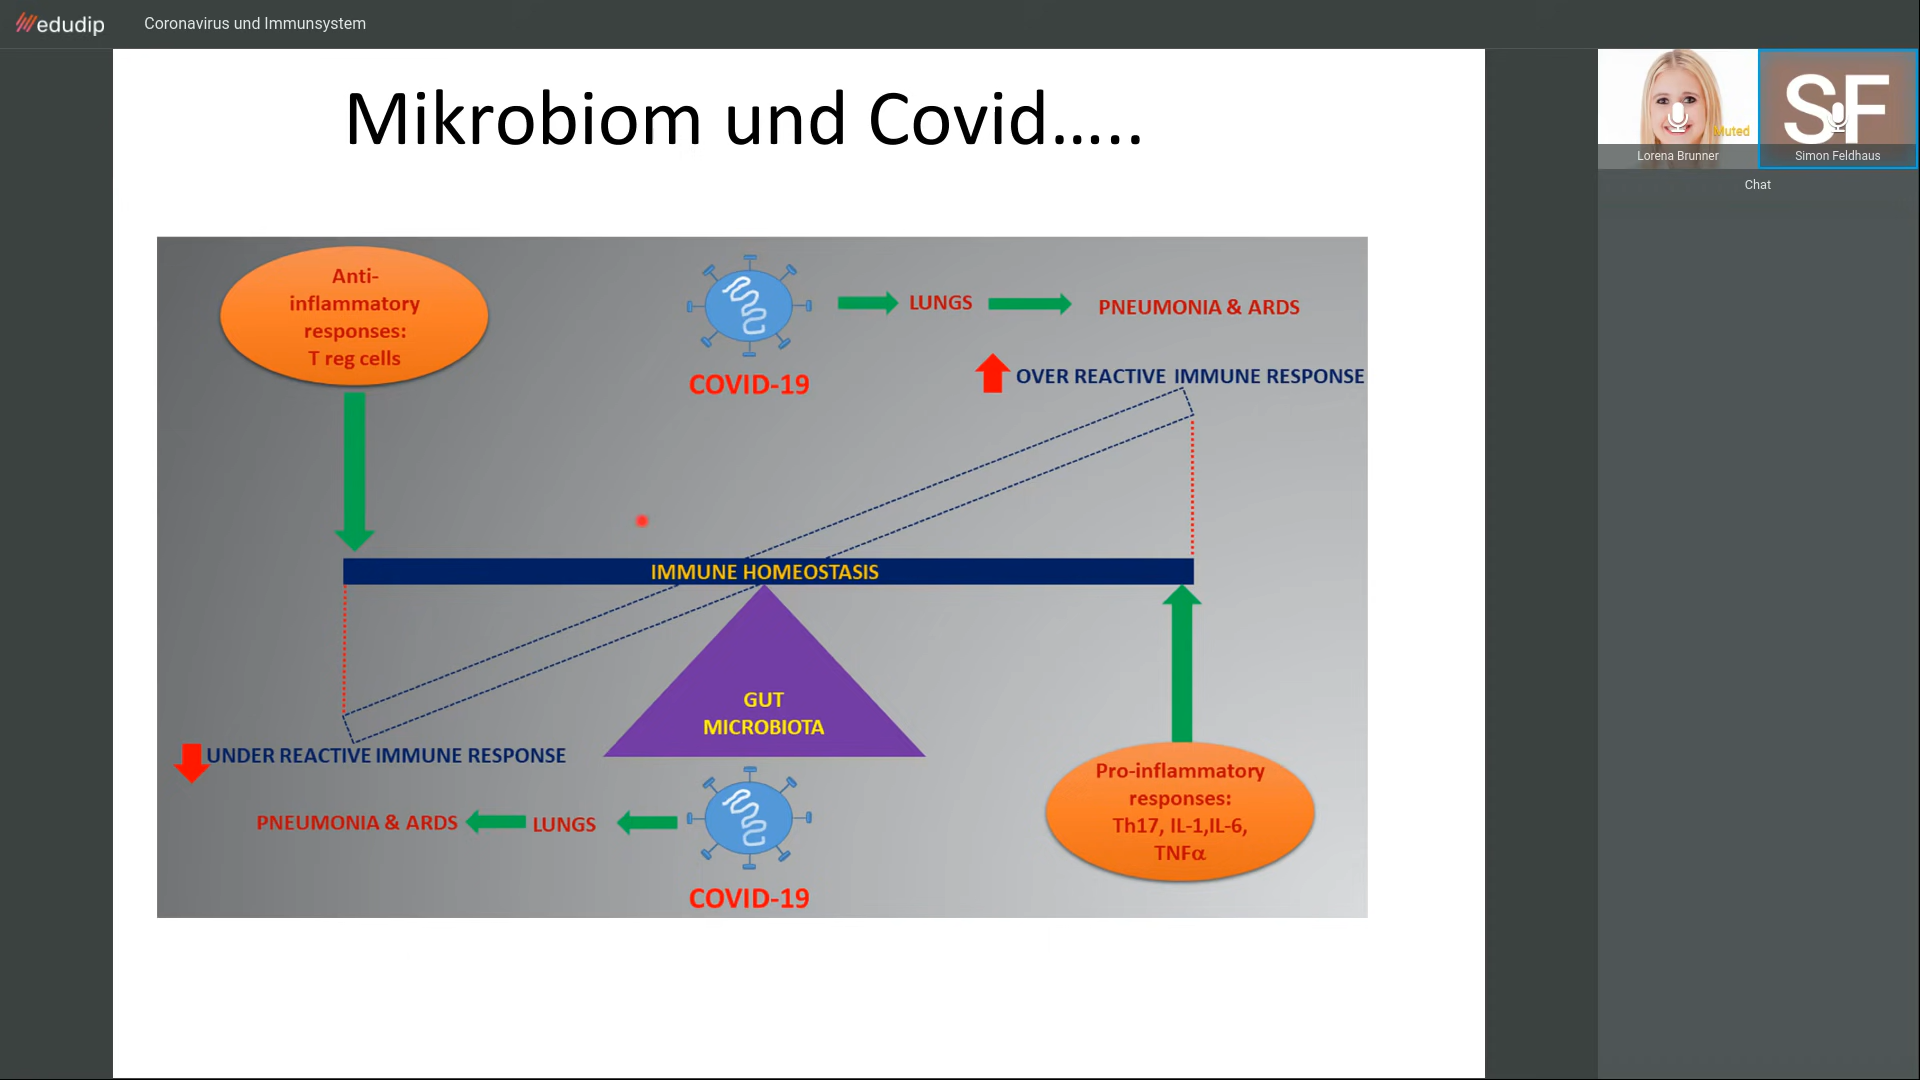 edudip
Coronavirus und Immunsystem
Mikrobiom und Covid.....
Anti-
inflammatory
responses:
T reg cells
LUNGS
PNEUMONIA & ARDS
COVID-19
OVER REACTIVE IMMUNE RESPONSE
IMMUNE HOMEOSTASIS
GUT
MICROBIOTA
UNDER REACTIVE IMMUNE RESPONSE
PNEUMONIA & ARDS
LUNGS
COVID-19
Pro-inflammatory
responses:
Th17, IL-1,IL-6,
TNFα
Muted
Lorena Brunner
SF
Simon Feldhaus
Chat